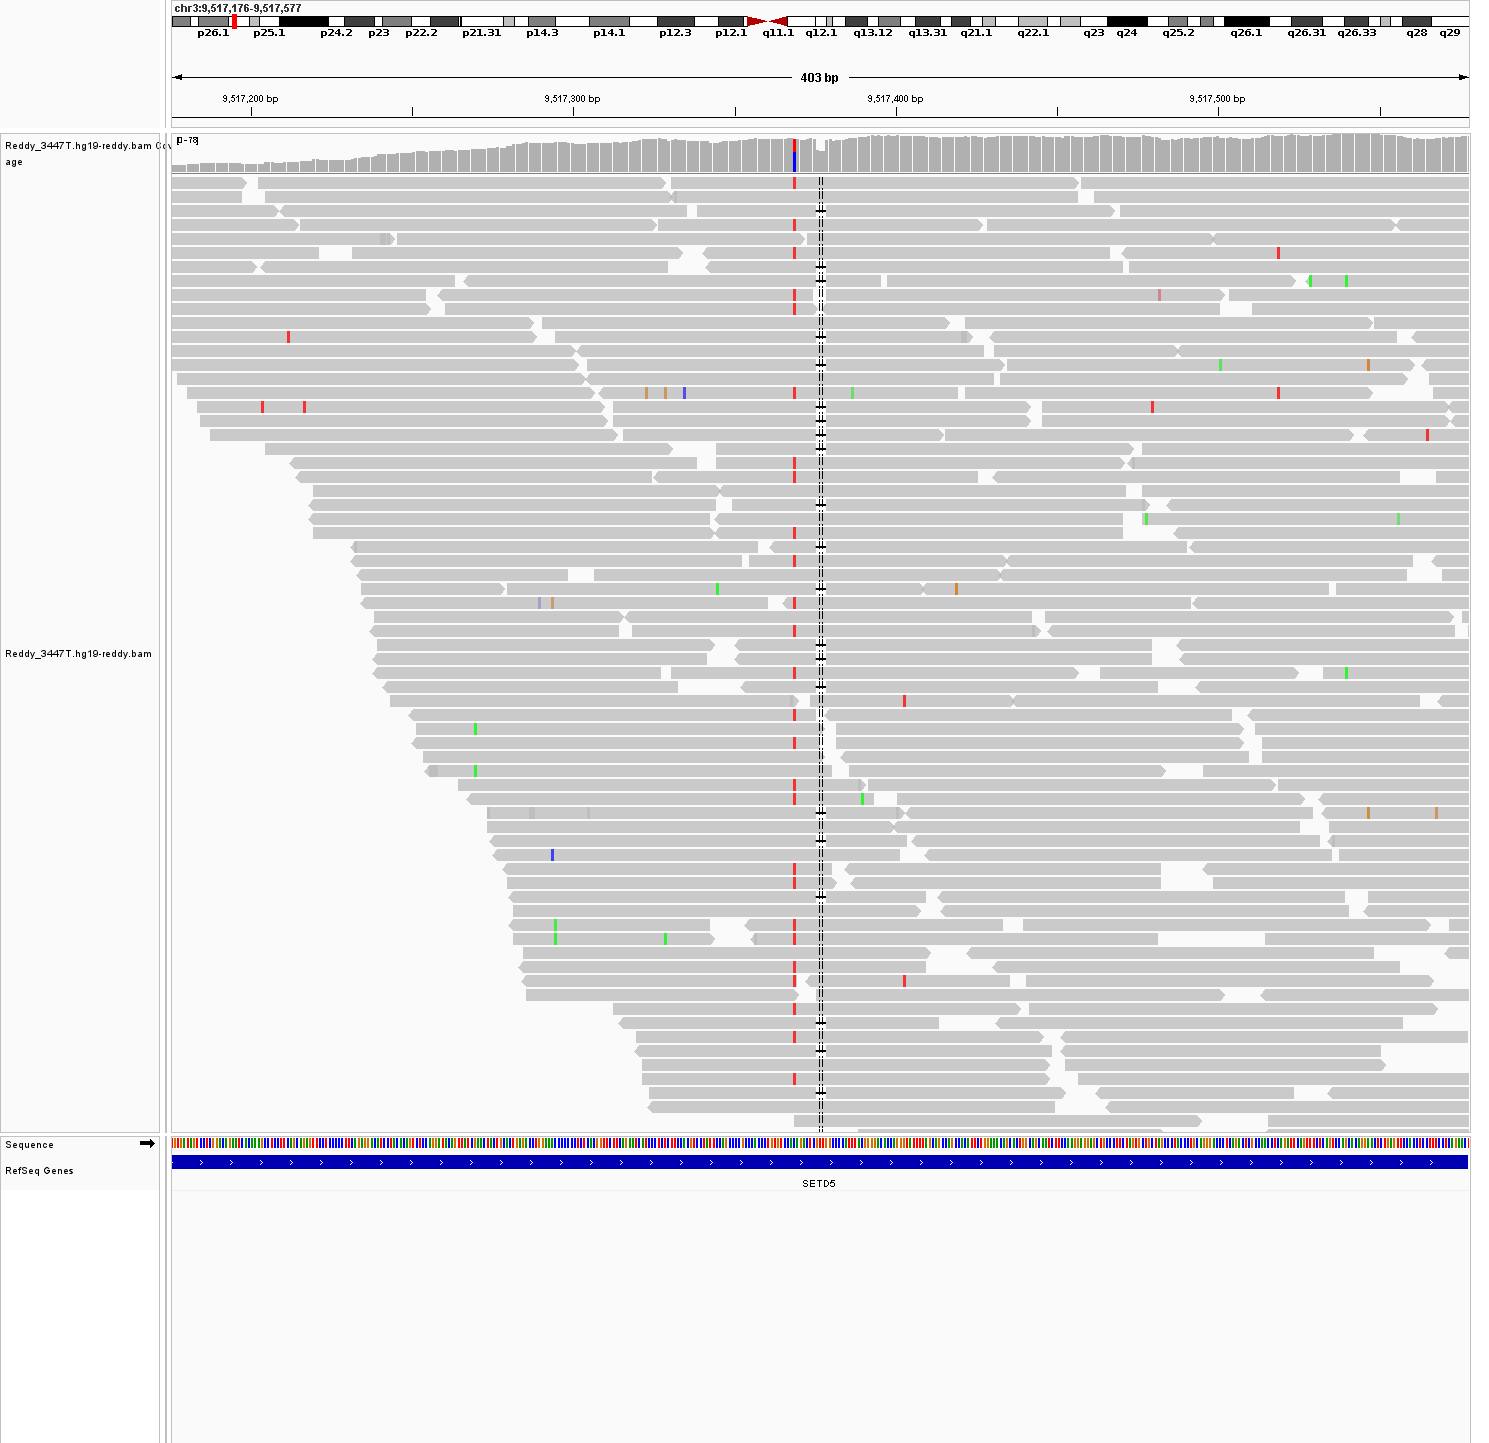 chr3:9,517,176-9,517,577
p26.1 p25.1 p24.2 p23 p22.2 p21.31 p14.3 p14.1 p12.3 p12.1 q11.1 q12.1 q13.12 q13.31 q21.1 q22.1 q23 q24 q25.2 q26.1 q26.31 q26.33 q28 q29
403 bp
9,517,200 bp 9,517,300 bp 9,517,400 bp 9,517,500 bp
[0-78]
Reddy_3447T.hg19-reddy.bam Cov
age
Reddy_3447T.hg19-reddy.bam
Sequence
RefSeq Genes
SETD5